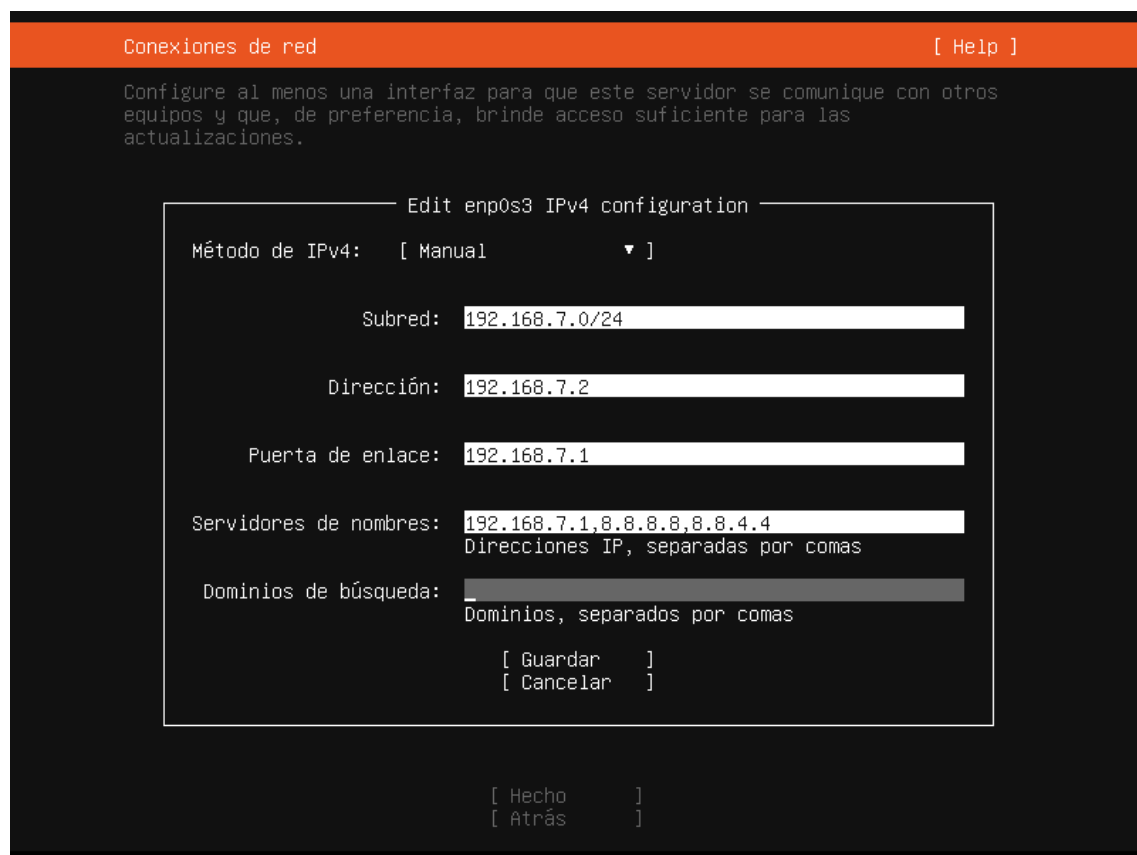 Conexiones de red [ Help ]
Configure al menos una interfaz para que este servidor se comunique con otros
equipos y que, de preferencia, brinde acceso suficiente para las
actualizaciones.
Edit enp0s3 IPv4 configuration
Método de IPv4: [ Manual ▾ ]
Subred: 192.168.7.0/24
Dirección: 192.168.7.2
Puerta de enlace: 192.168.7.1
Servidores de nombres: 192.168.7.1,8.8.8.8,8.8.4.4
Direcciones IP, separadas por comas
Dominios de búsqueda:
Dominios, separados por comas
[ Guardar ]
[ Cancelar ]
[ Hecho ]
[ Atrás ]